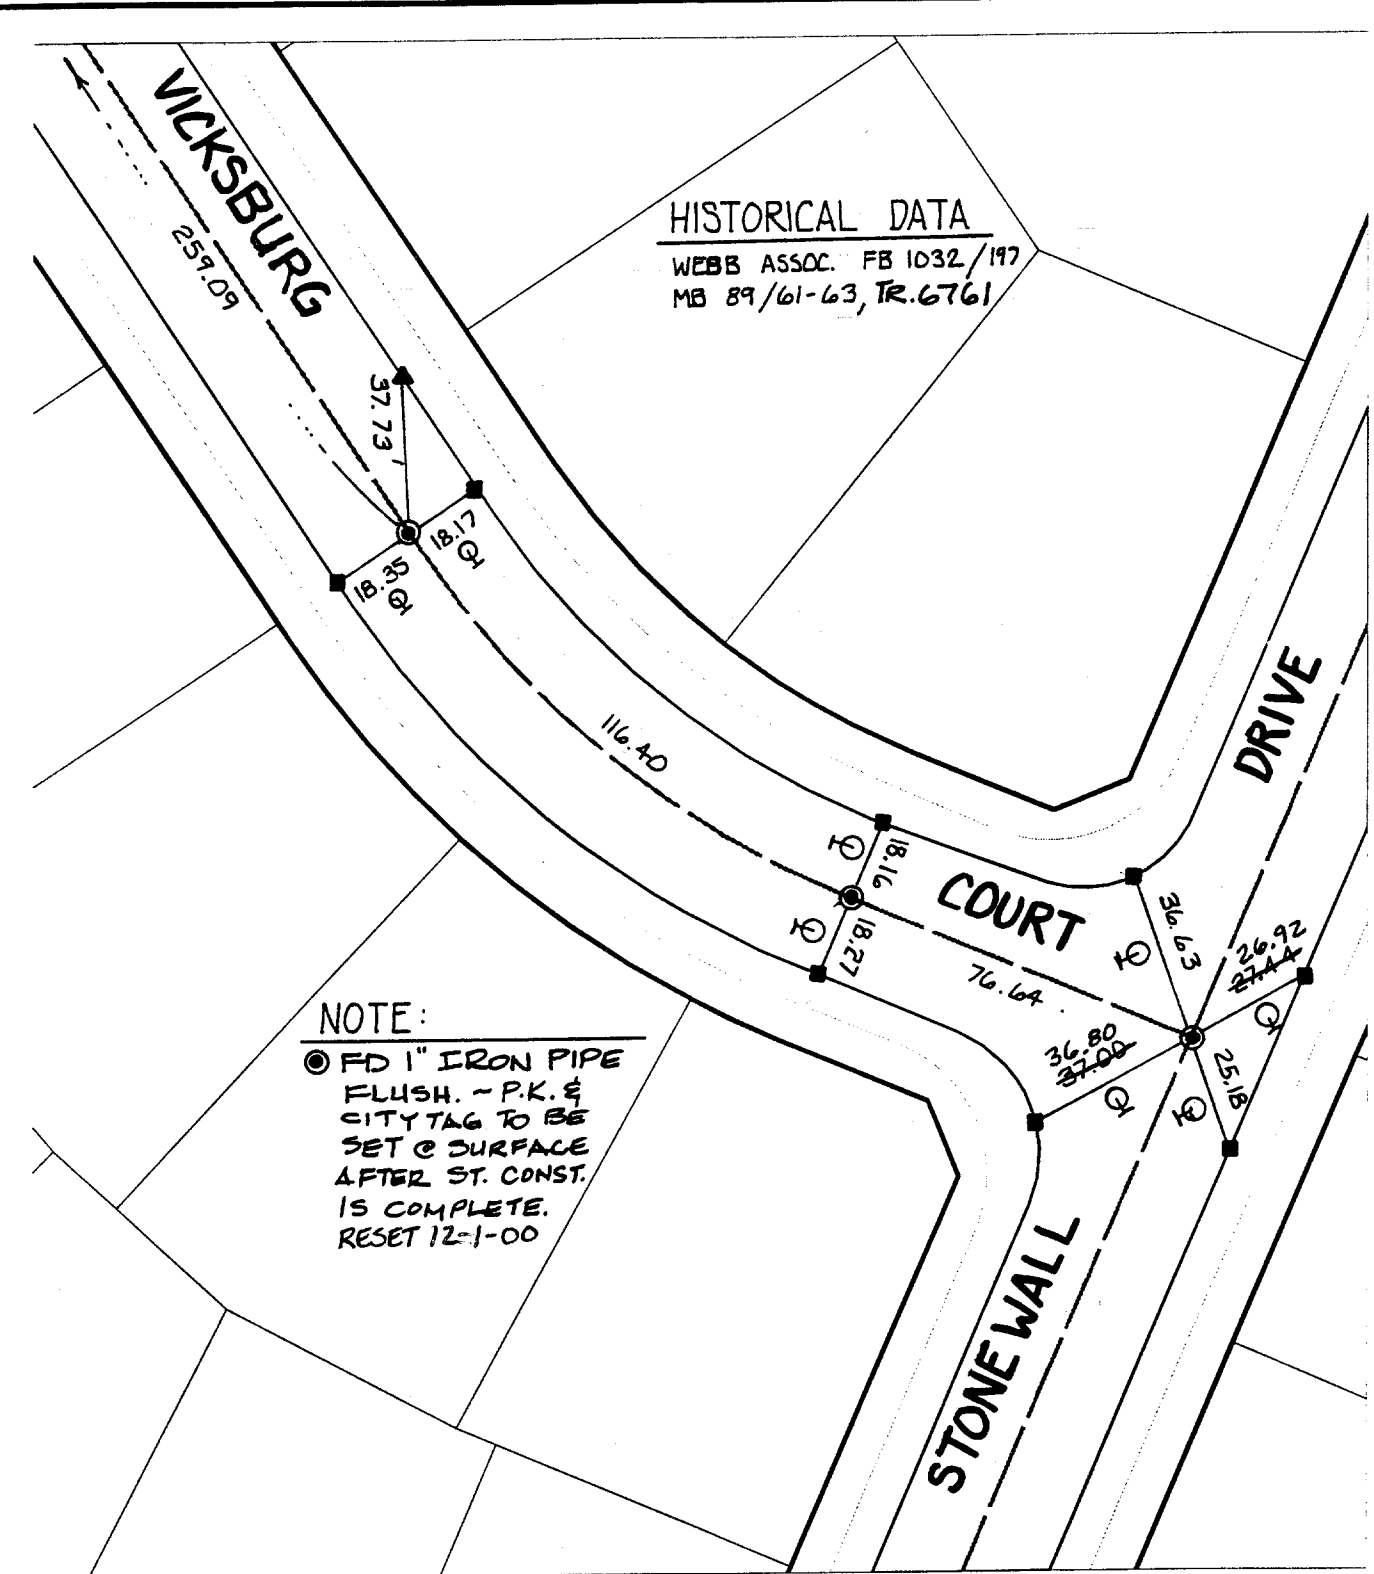 VICKSBURG
259.09
37.73'
18.17
18.35
HISTORICAL DATA
WEBB ASSOC. FB 1032/197
MB 89/61-63, TR.6761
DRIVE
116.40
18.16
18.27
COURT
76.64
36.63
26.92
27.44
36.80
37.00
25.18
NOTE:
FD 1" IRON PIPE
FLUSH. ~ P.K. &
CITY TAG TO BE
SET @ SURFACE
AFTER ST. CONST.
IS COMPLETE.
RESET 12-1-00
STONEWALL